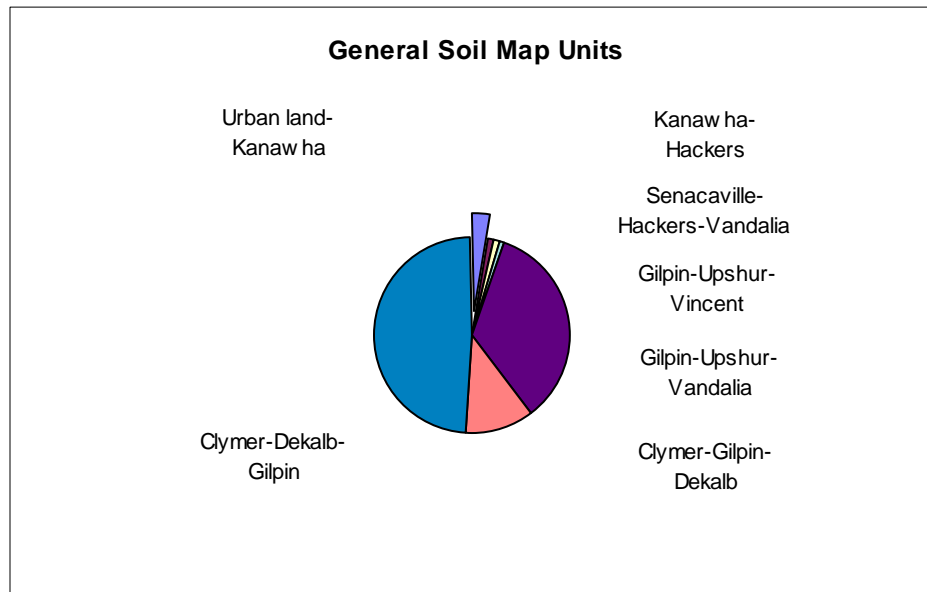 General Soil Map Units
Urban land-
Kanaw ha
Kanaw ha-
Hackers
Senacaville-
Hackers-Vandalia
Gilpin-Upshur-
Vincent
Gilpin-Upshur-
Vandalia
Clymer-Gilpin-
Dekalb
Clymer-Dekalb-
Gilpin